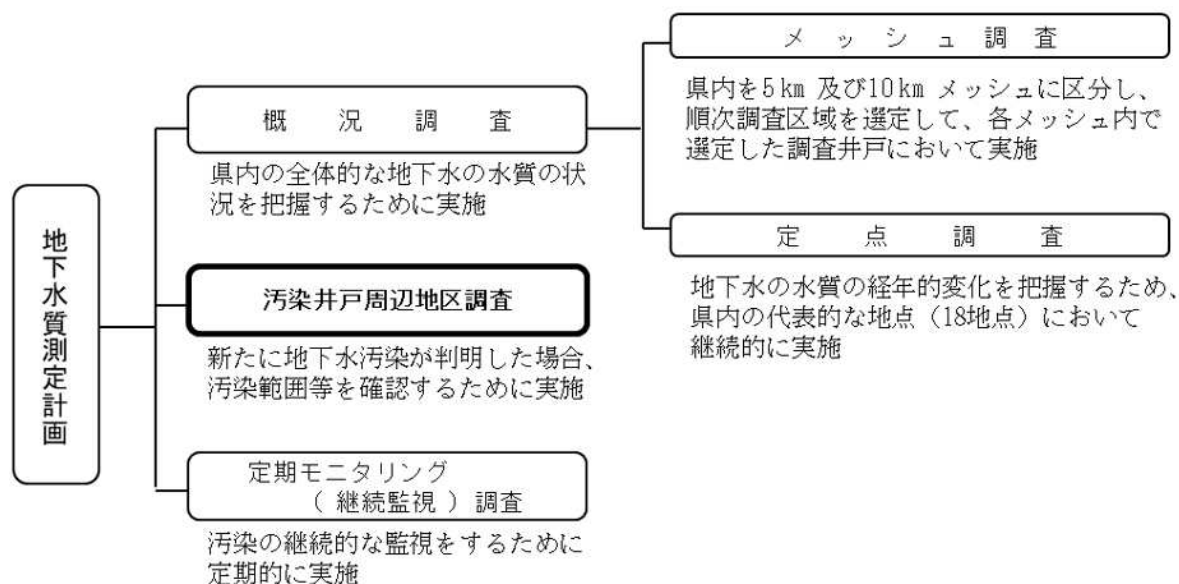 地下水質測定計画
概況調査
県内の全体的な地下水の水質の状
況を把握するために実施
メッシュ調査
県内を5km 及び10km メッシュに区分し、
順次調査区域を選定して、各メッシュ内で
選定した調査井戸において実施
定点調査
地下水の水質の経年的変化を把握するため、
県内の代表的な地点（18地点）において
継続的に実施
汚染井戸周辺地区調査
新たに地下水汚染が判明した場合、
汚染範囲等を確認するために実施
定期モニタリング
（ 継続監視 ）調査
汚染の継続的な監視をするために
定期的に実施